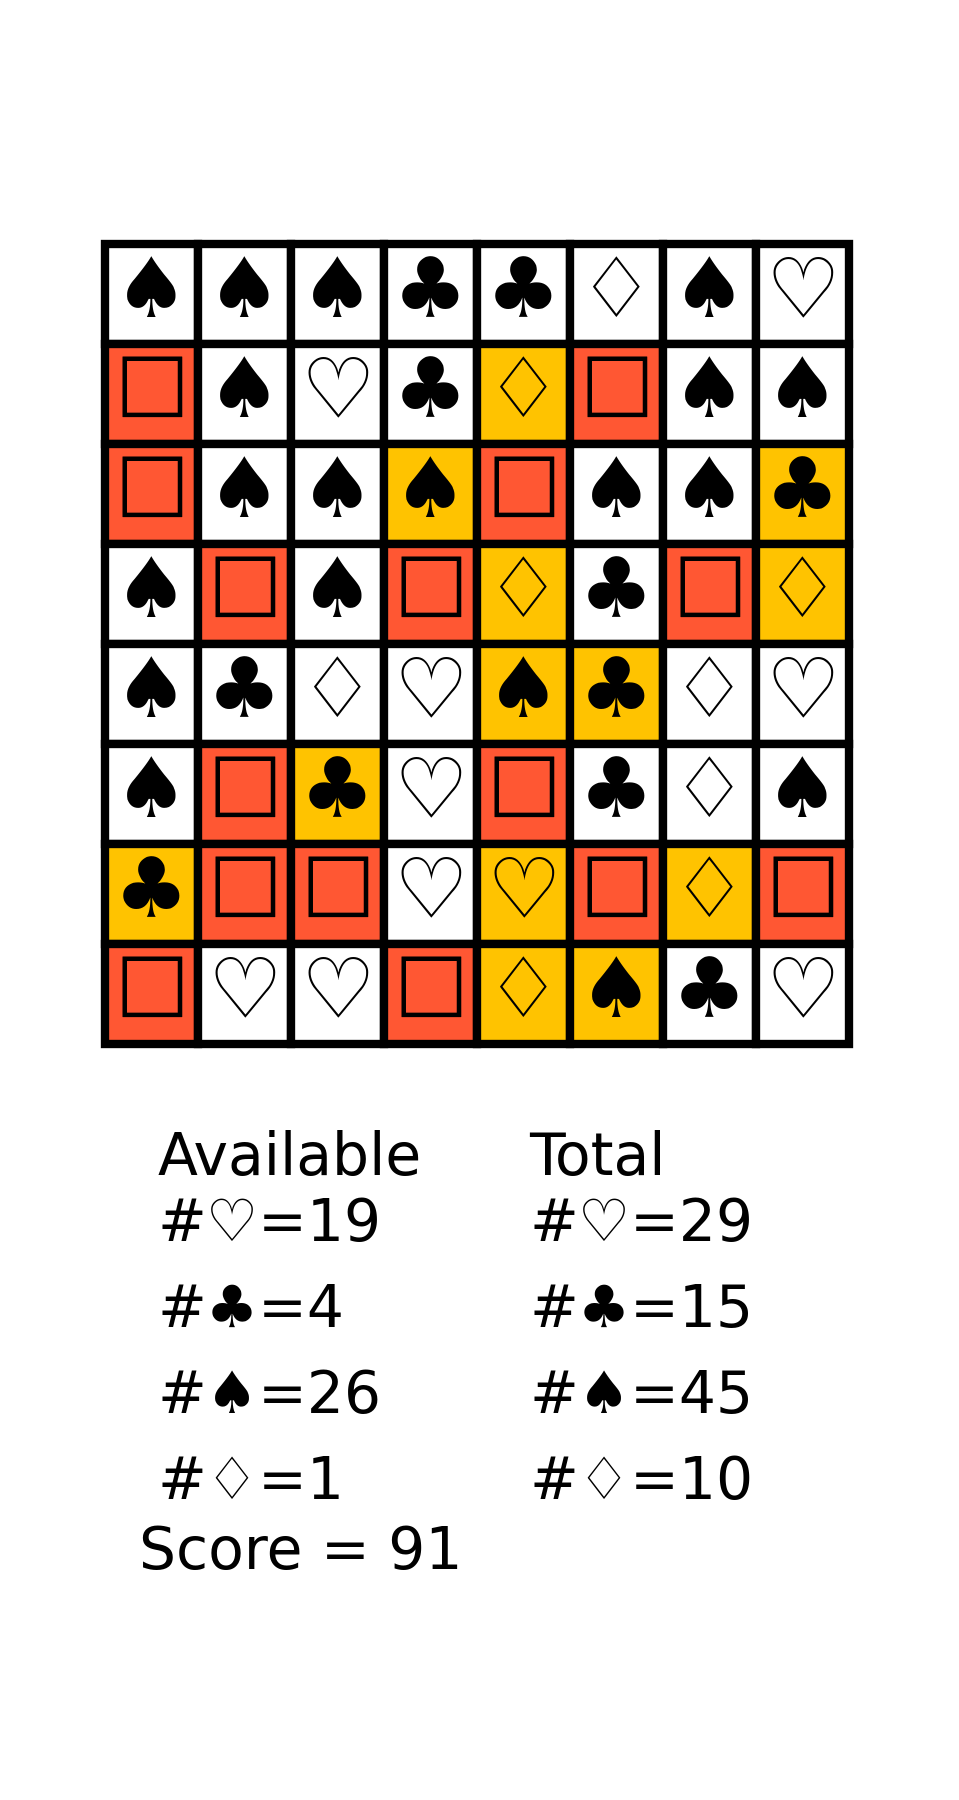 ♠ ♠ ♠ ♣ ♣ ♢ ♠ ♡
□ ♠ ♡ ♣ ♢ □ ♠ ♠
□ ♠ ♠ ♠ □ ♠ ♠ ♣
♠ □ ♠ □ ♢ ♣ □ ♢
♠ ♣ ♢ ♡ ♠ ♣ ♢ ♡
♠ □ ♣ ♡ □ ♣ ♢ ♠
♣ □ □ ♡ ♡ □ ♢ □
□ ♡ ♡ □ ♢ ♠ ♣ ♡
Available Total
#♡=19 #♡=29
#♣=4 #♣=15
#♠=26 #♠=45
#♢=1 #♢=10
Score = 91